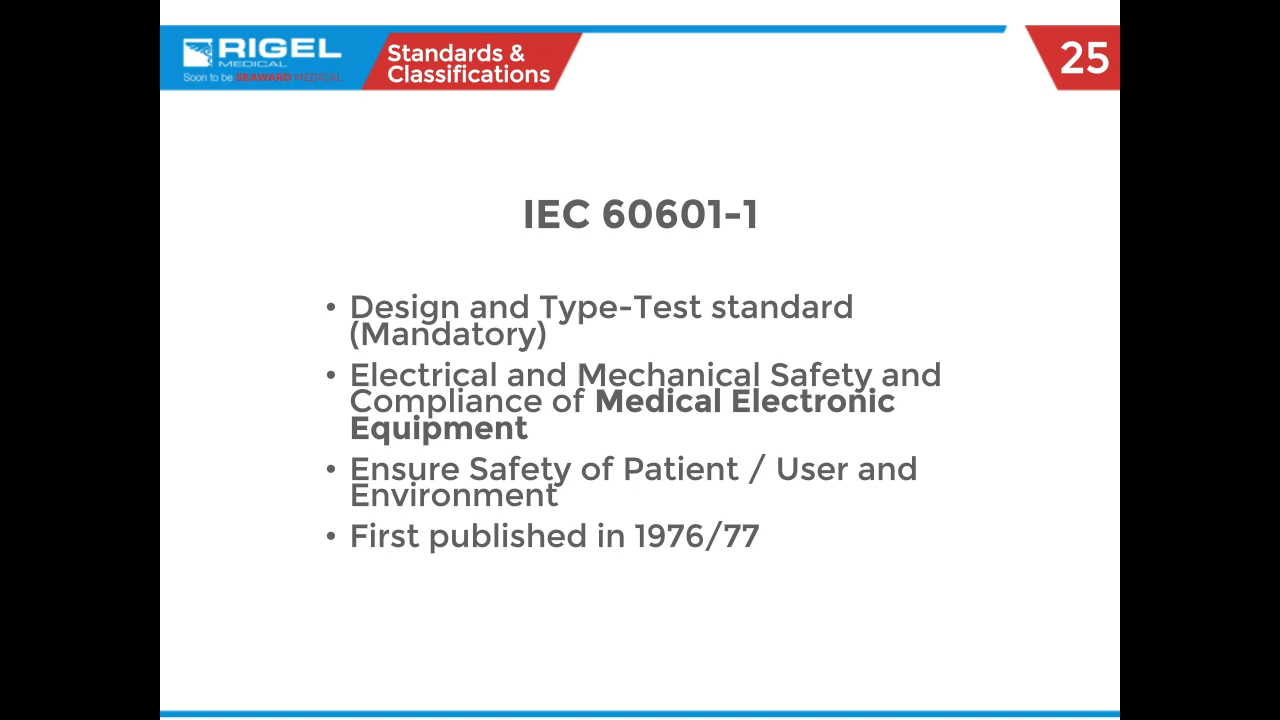 RIGEL
MEDICAL
Soon to be SEAWARD MEDICAL
Standards &
Classifications
25
IEC 60601-1
• Design and Type-Test standard
(Mandatory)
• Electrical and Mechanical Safety and
Compliance of Medical Electronic
Equipment
• Ensure Safety of Patient / User and
Environment
• First published in 1976/77